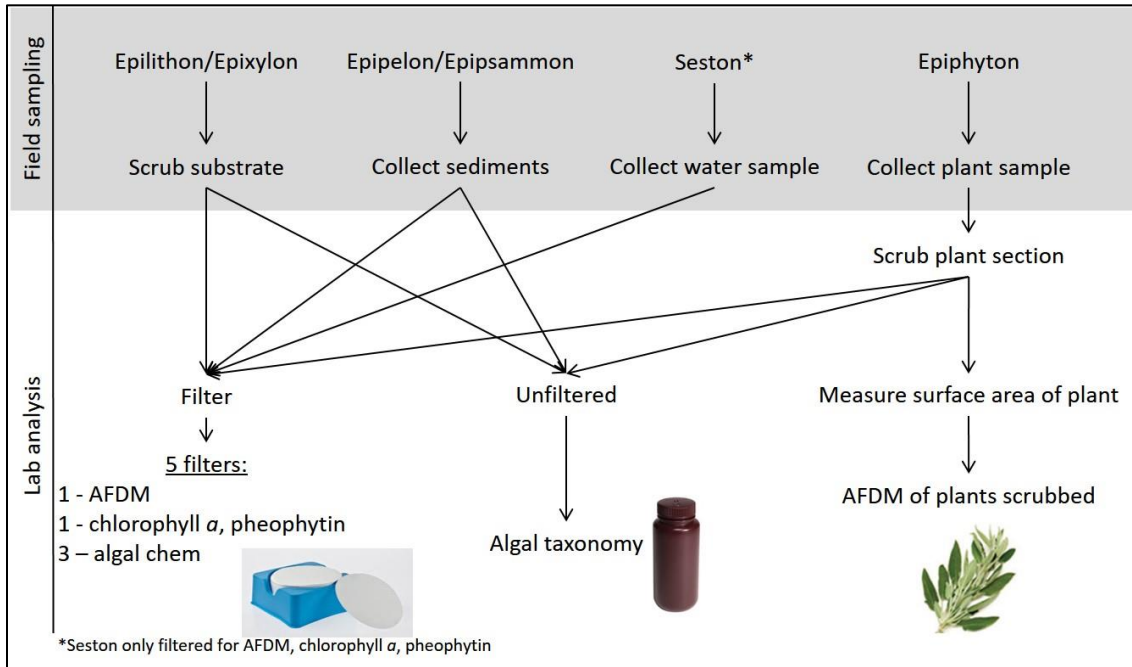 Field sampling
Epilithon/Epixylon
Epipelon/Epipsammon
Seston*
Epiphyton
Scrub substrate
Collect sediments
Collect water sample
Collect plant sample
Lab analysis
Scrub plant section
Filter
Unfiltered
Measure surface area of plant
5 filters:
1 - AFDM
1 - chlorophyll a, pheophytin
3 – algal chem
Algal taxonomy
AFDM of plants scrubbed
*Seston only filtered for AFDM, chlorophyll a, pheophytin